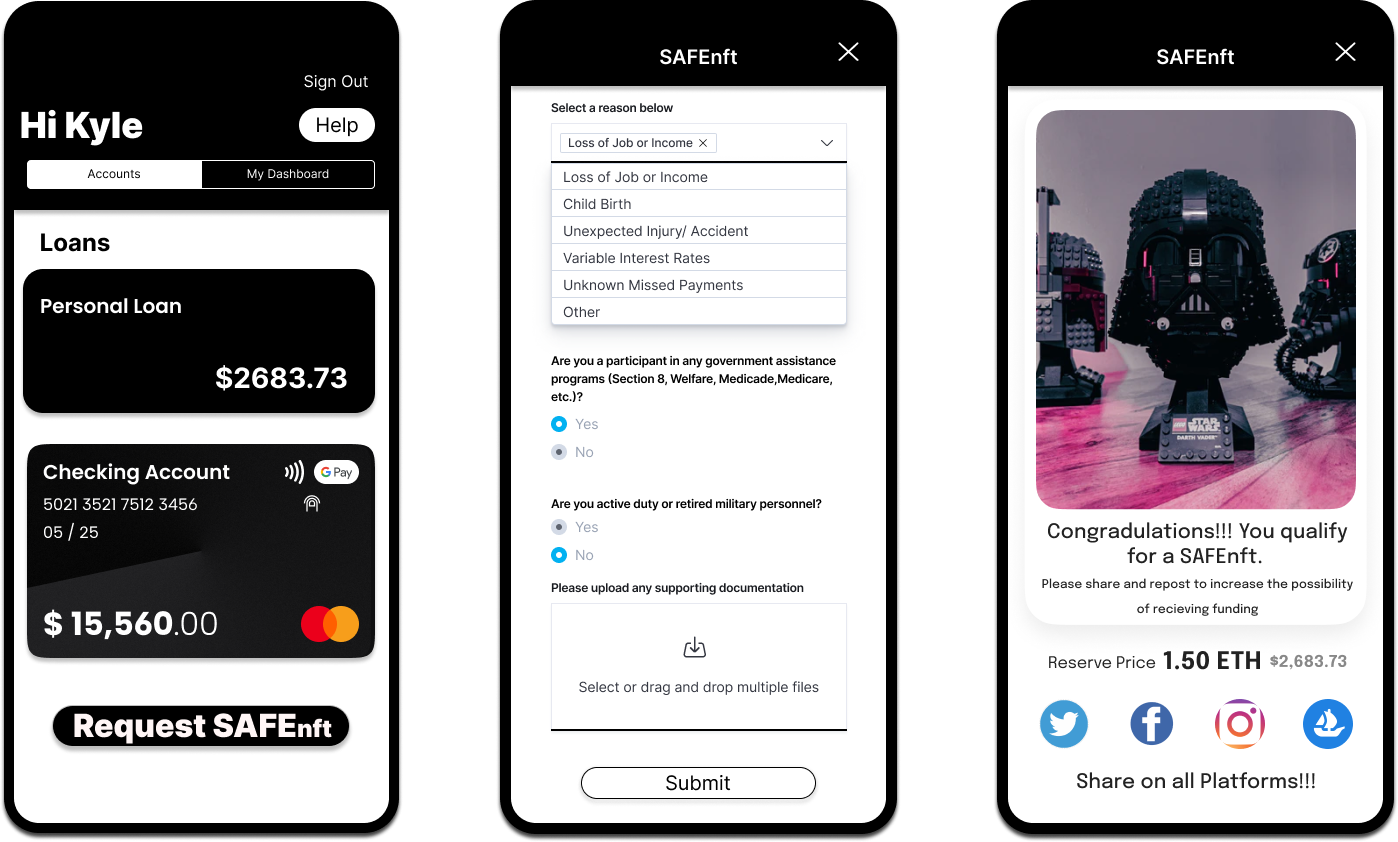 Sign Out
Hi Kyle
Help
Accounts
My Dashboard
Loans
Personal Loan
$2683.73
Checking Account
G Pay
5021 3521 7512 3456
05 / 25
$ 15,560.00
Request SAFEnft
SAFEnft
Select a reason below
Loss of Job or Income
Loss of Job or Income
Child Birth
Unexpected Injury/ Accident
Variable Interest Rates
Unknown Missed Payments
Other
Are you a participant in any government assistance
programs (Section 8, Welfare, Medicade,Medicare,
etc.)?
Yes
No
Are you active duty or retired military personnel?
Yes
No
Please upload any supporting documentation
Select or drag and drop multiple files
Submit
SAFEnft
LEGO STAR WARS
DARTH VADER™
Congradulations!!! You qualify
for a SAFEnft.
Please share and repost to increase the possibility
of recieving funding
Reserve Price 1.50 ETH $2,683.73
Share on all Platforms!!!